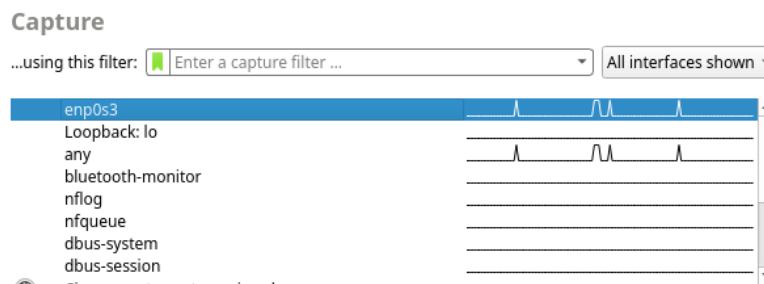 Capture
...using this filter: Enter a capture filter ... All interfaces shown
enp0s3
Loopback: lo
any
bluetooth-monitor
nflog
nfqueue
dbus-system
dbus-session